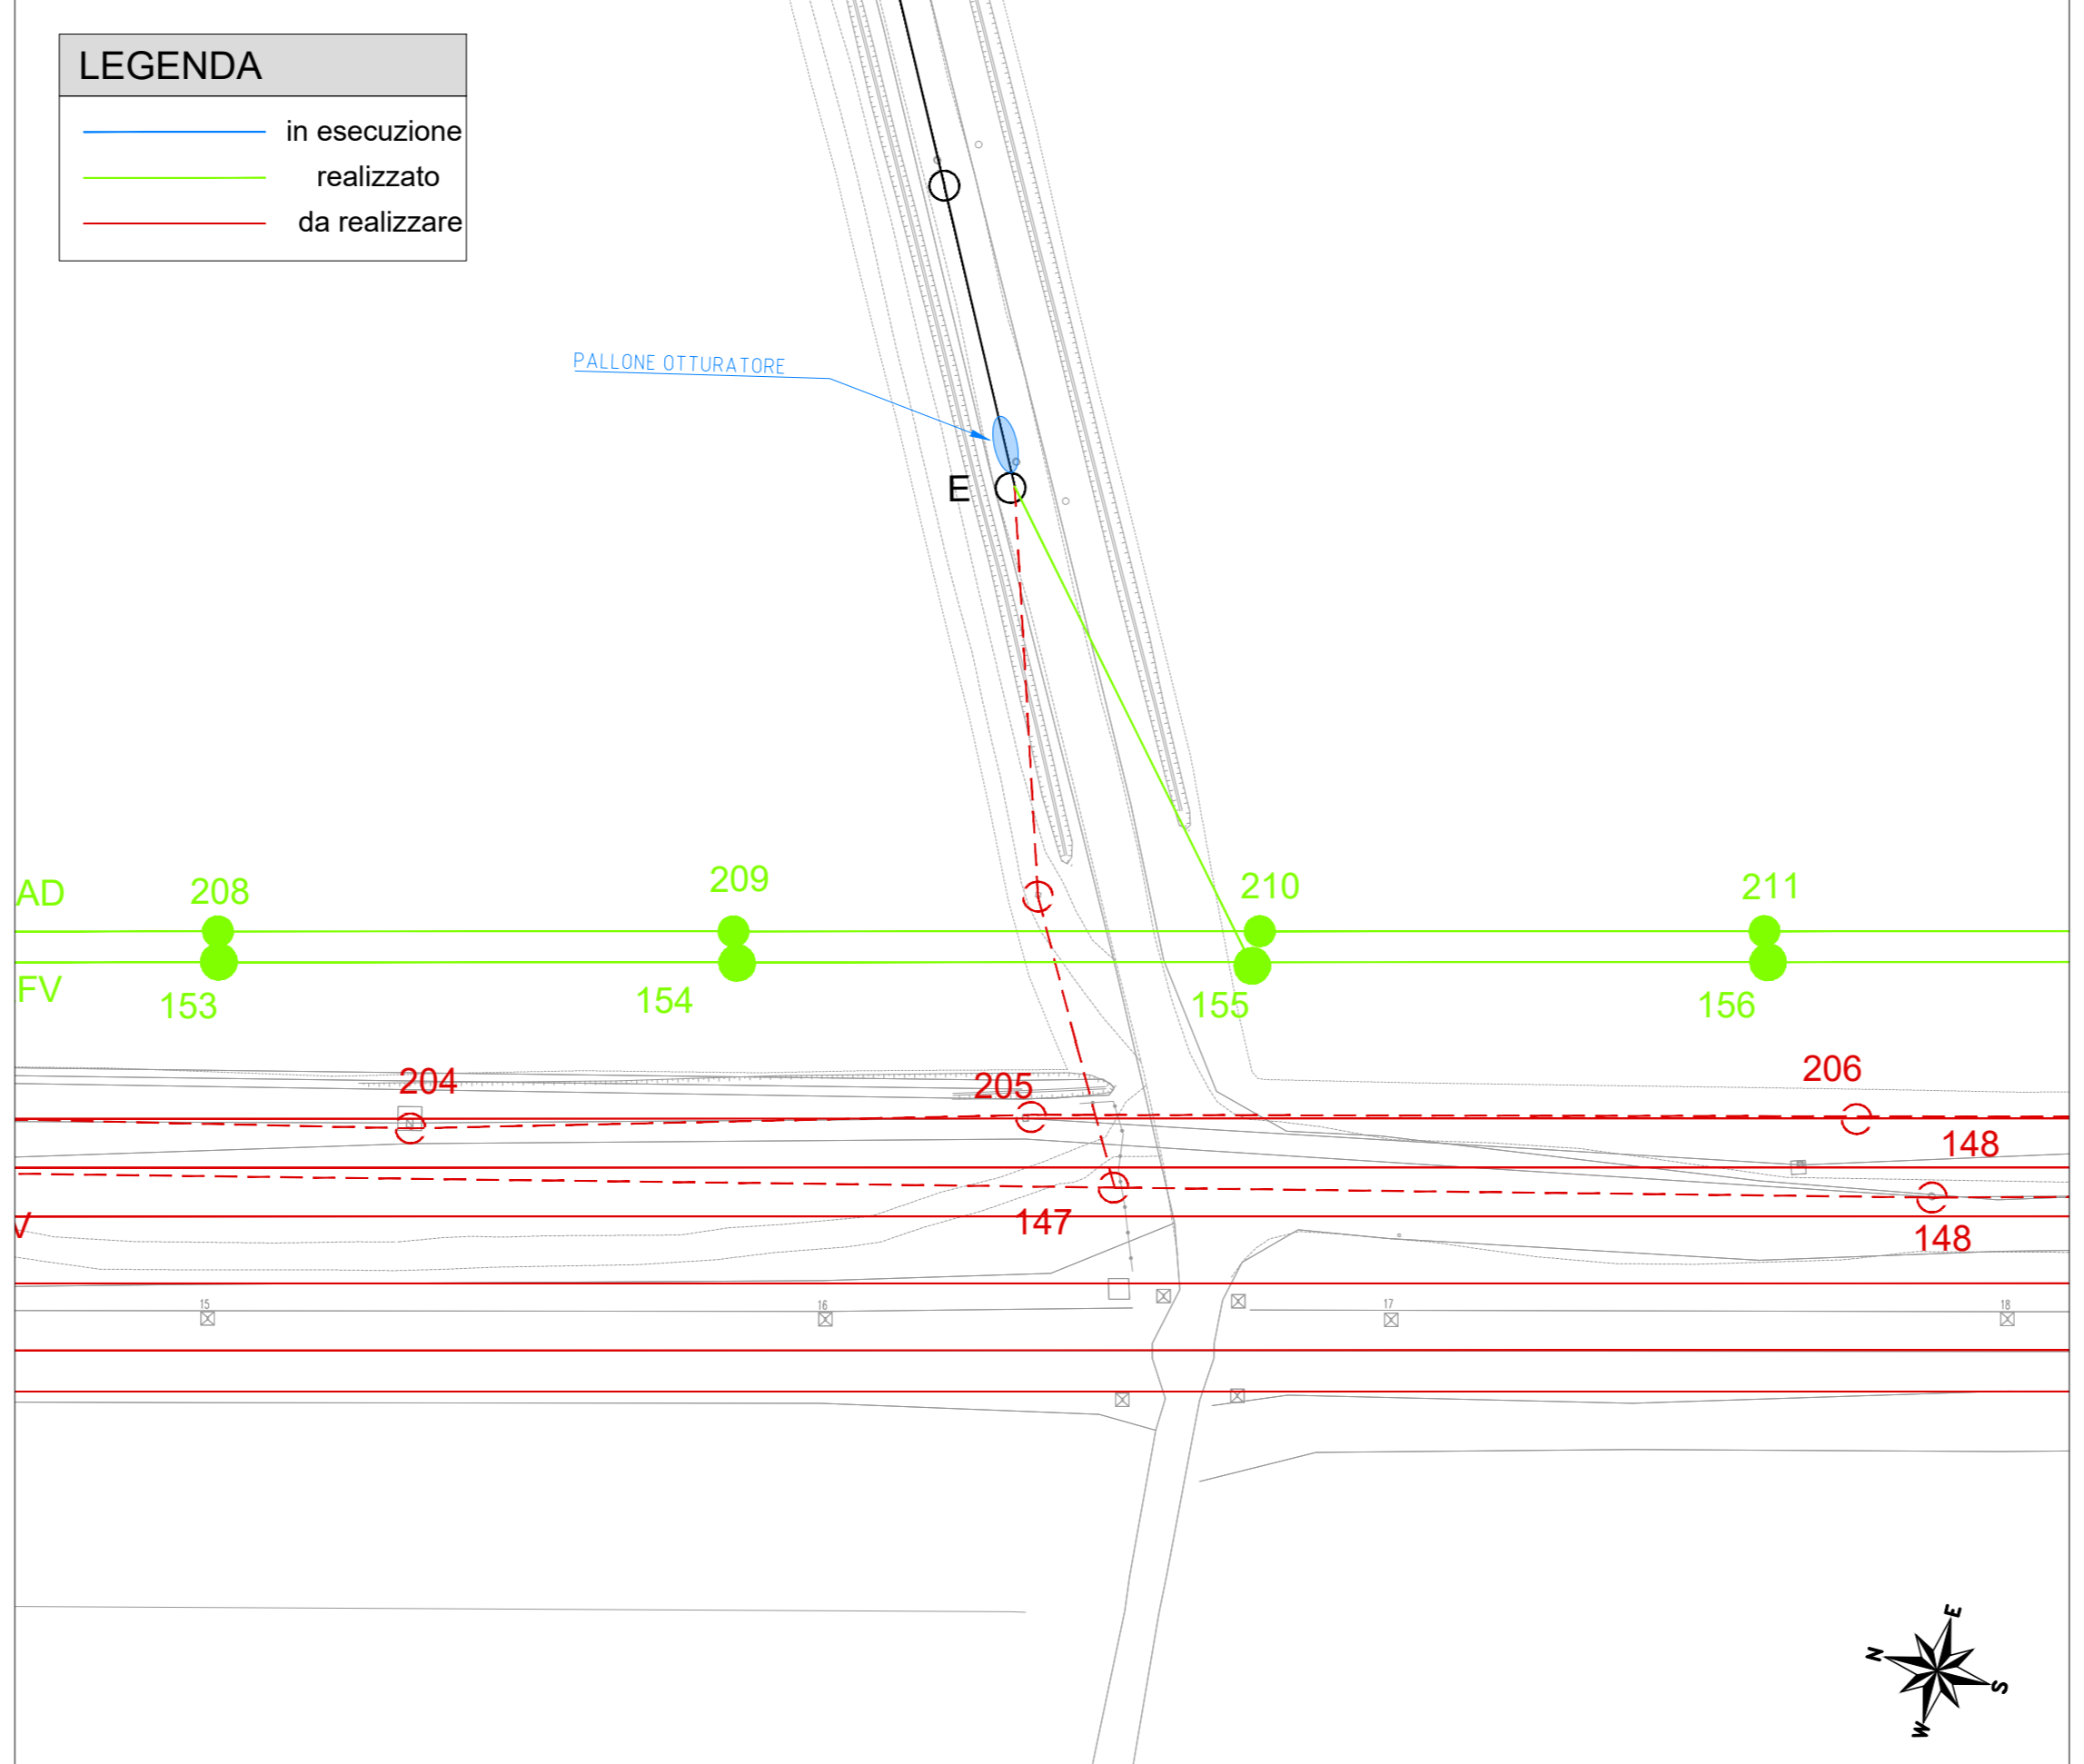 LEGENDA
in esecuzione
realizzato
da realizzare
PALLONE OTTURATORE
E
AD
208
209
210
211
FV
153
154
155
156
204
205
206
148
147
V
148
15
16
17
18
E
N
S
W